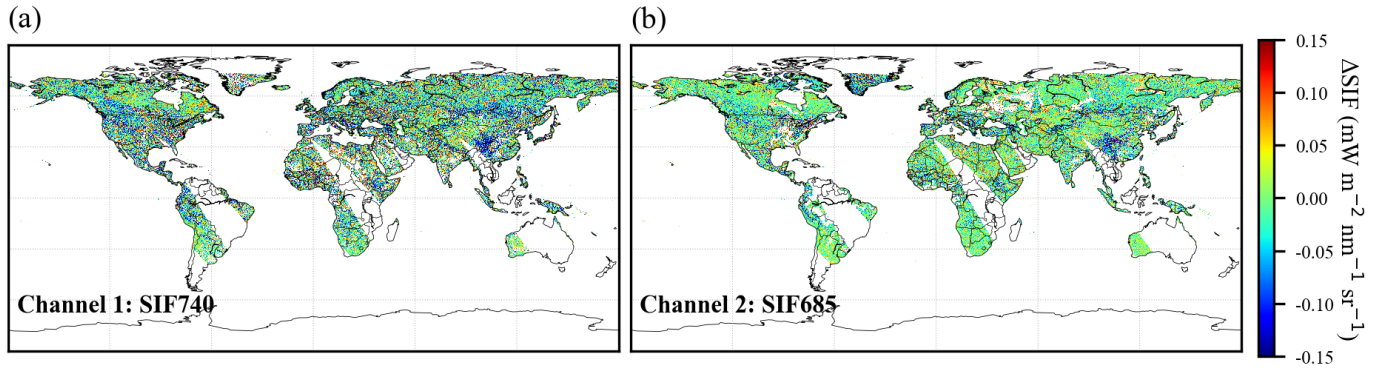 (a)
(b)
Channel 1: SIF740
Channel 2: SIF685
0.15
0.10
0.05
0.00
-0.05
-0.10
-0.15
ΔSIF (mW m⁻² nm⁻¹ sr⁻¹)